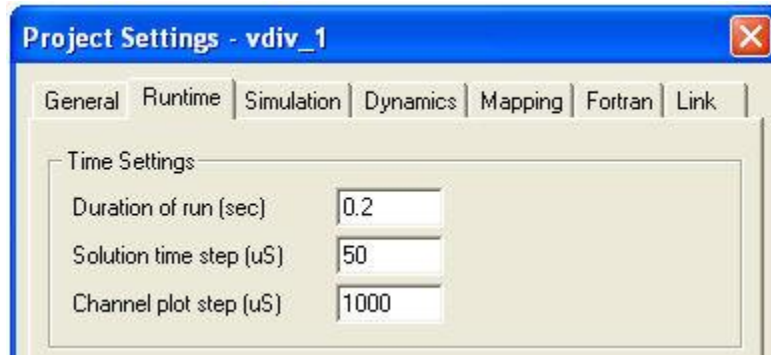 Project Settings - vdiv_1
General Runtime Simulation Dynamics Mapping Fortran Link
Time Settings
Duration of run (sec) 0.2
Solution time step (uS) 50
Channel plot step (uS) 1000